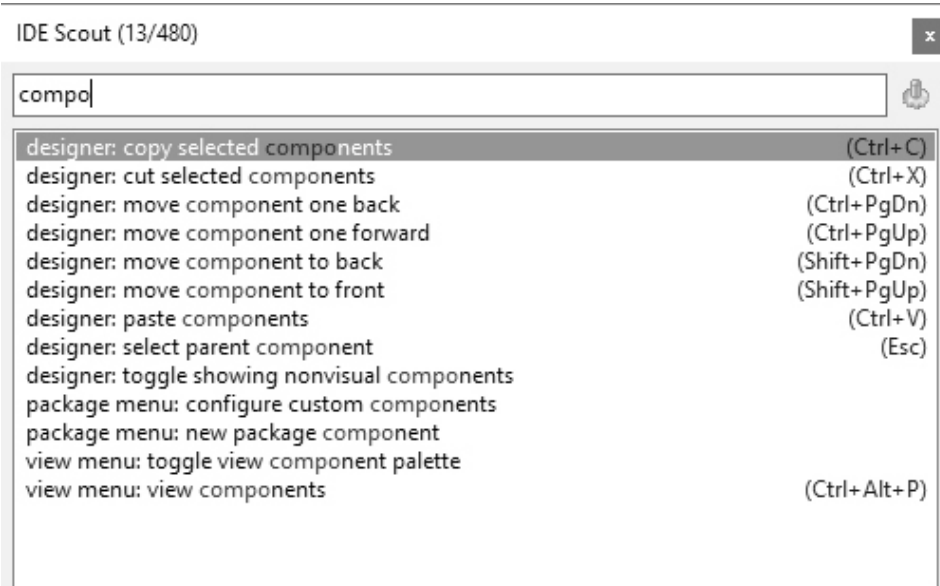 IDE Scout (13/480)
x
compo
designer: copy selected components (Ctrl+C)
designer: cut selected components (Ctrl+X)
designer: move component one back (Ctrl+PgDn)
designer: move component one forward (Ctrl+PgUp)
designer: move component to back (Shift+PgDn)
designer: move component to front (Shift+PgUp)
designer: paste components (Ctrl+V)
designer: select parent component (Esc)
designer: toggle showing nonvisual components
package menu: configure custom components
package menu: new package component
view menu: toggle view component palette
view menu: view components (Ctrl+Alt+P)